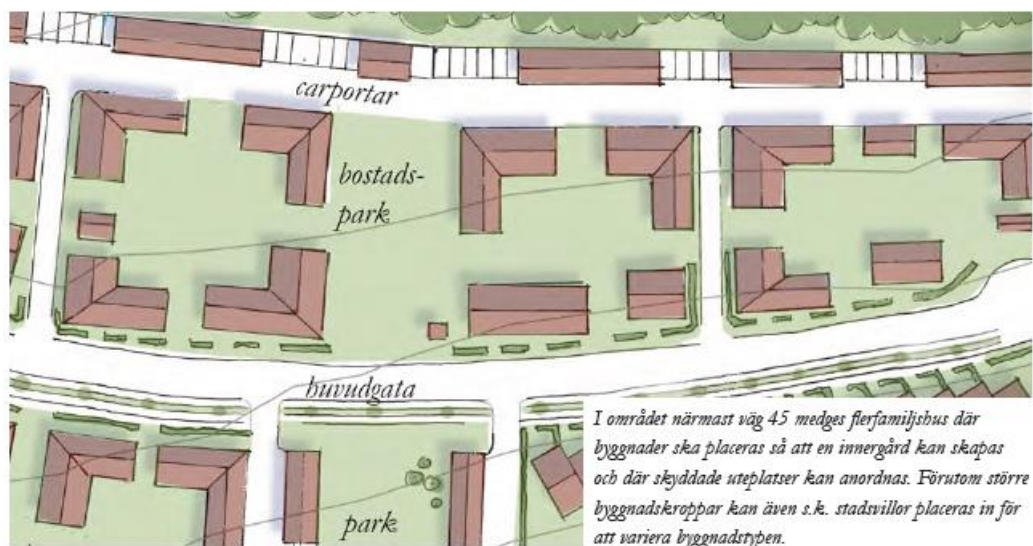 carportar
bostads-
park
huvudgata
park
I området närmast väg 45 medges flerfamiljshus där
byggnader ska placeras så att en innergård kan skapas
och där skyddade uteplatser kan anordnas. Förutom större
byggnadskroppar kan även s.k. stadsvillor placeras in för
att variera byggnadstypen.